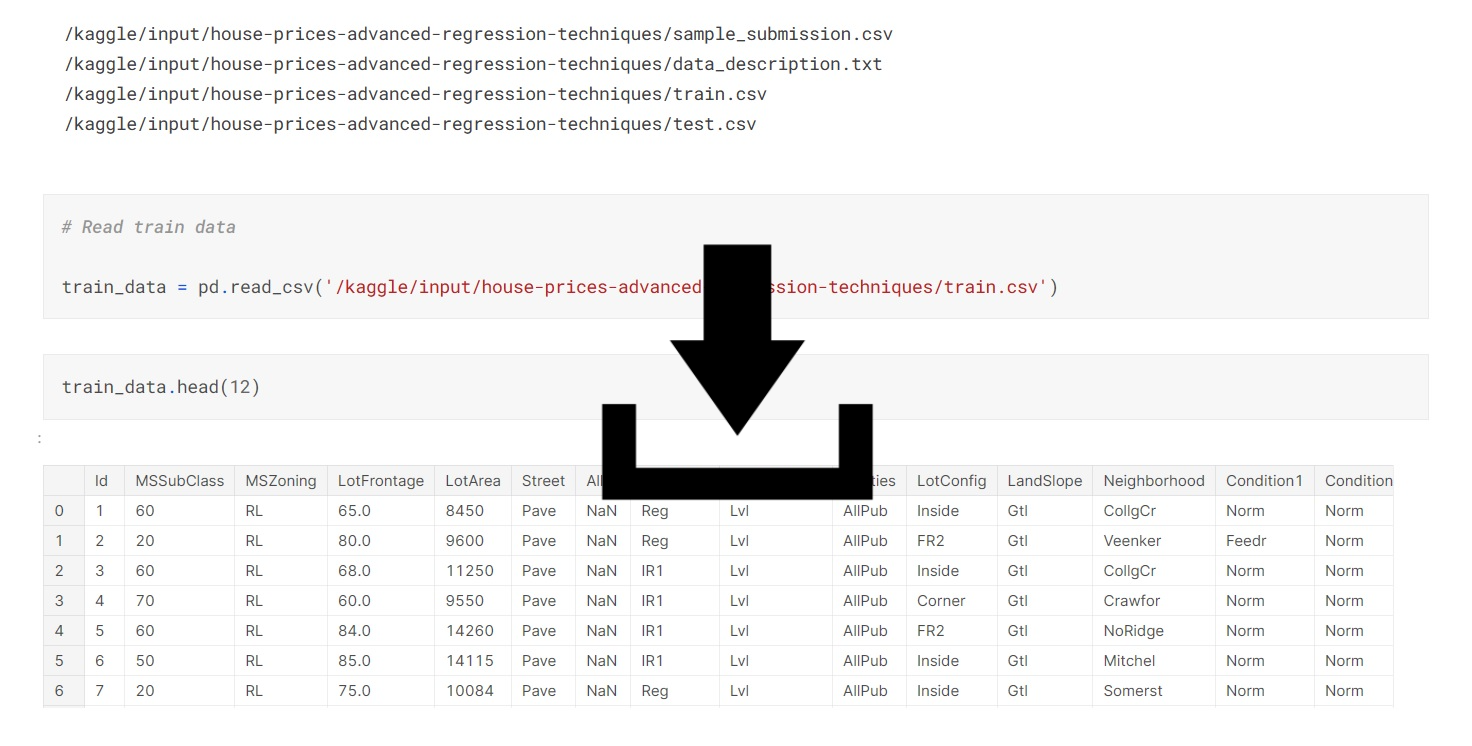 /kaggle/input/house-prices-advanced-regression-techniques/sample_submission.csv
/kaggle/input/house-prices-advanced-regression-techniques/data_description.txt
/kaggle/input/house-prices-advanced-regression-techniques/train.csv
/kaggle/input/house-prices-advanced-regression-techniques/test.csv
# Read train data
train_data = pd.read_csv('/kaggle/input/house-prices-advanced ssion-techniques/train.csv')
train_data.head(12)
:
Id MSSubClass MSZoning LotFrontage LotArea Street LotConfig LandSlope Neighborhood Condition1 Condition
0 1 60 RL 65.0 8450 Pave NaN Reg Lvl AllPub Inside Gtl CollgCr Norm Norm
1 2 20 RL 80.0 9600 Pave NaN Reg Lvl AllPub FR2 Gtl Veenker Feedr Norm
2 3 60 RL 68.0 11250 Pave NaN IR1 Lvl AllPub Inside Gtl CollgCr Norm Norm
3 4 70 RL 60.0 9550 Pave NaN IR1 Lvl AllPub Corner Gtl Crawfor Norm Norm
4 5 60 RL 84.0 14260 Pave NaN IR1 Lvl AllPub FR2 Gtl NoRidge Norm Norm
5 6 50 RL 85.0 14115 Pave NaN IR1 Lvl AllPub Inside Gtl Mitchel Norm Norm
6 7 20 RL 75.0 10084 Pave NaN Reg Lvl AllPub Inside Gtl Somerst Norm Norm